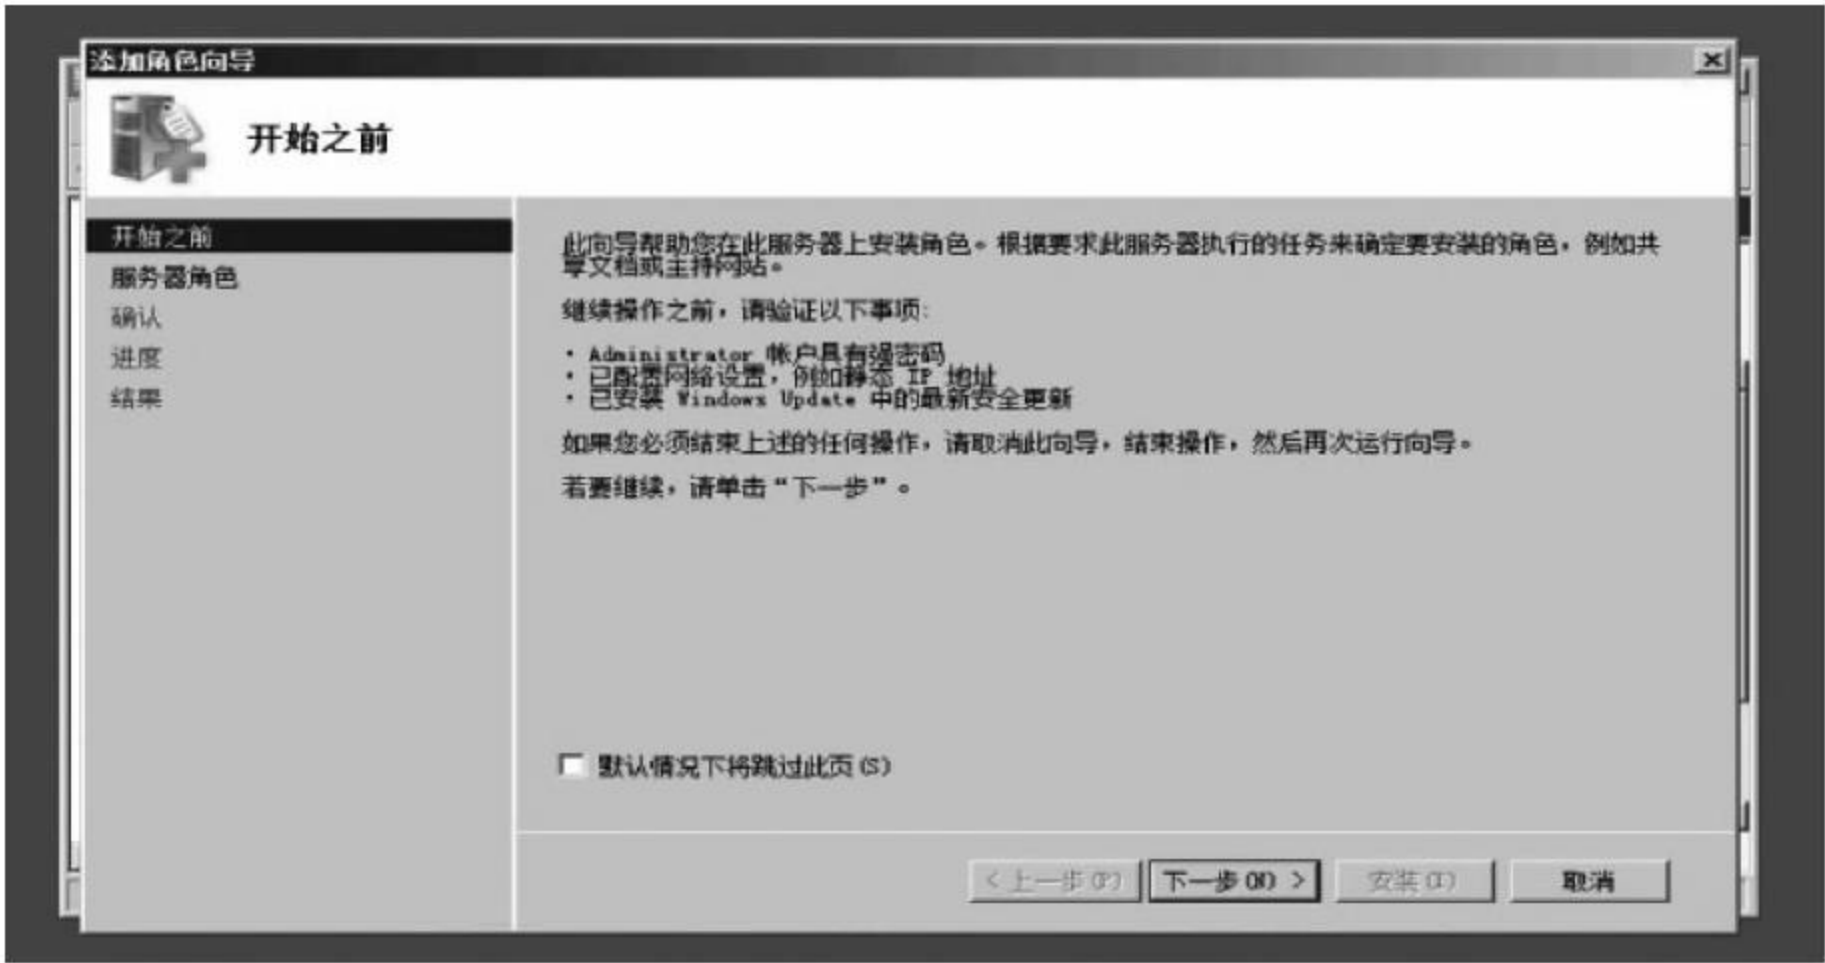 添加角色向导
开始之前
开始之前
服务器角色
确认
进度
结果
此向导帮助您在此服务器上安装角色。根据要求此服务器执行的任务来确定要安装的角色，例如共
享文档或主持网站。
继续操作之前，请验证以下事项:
· Administrator 帐户具有强密码
· 已配置网络设置，例如静态 IP 地址
· 已安装 Windows Update 中的最新安全更新
如果您必须结束上述的任何操作，请取消此向导，结束操作，然后再次运行向导。
若要继续，请单击“下一步”。
默认情况下将跳过此页(S)
< 上一步(P) 下一步(N) > 安装(I) 取消